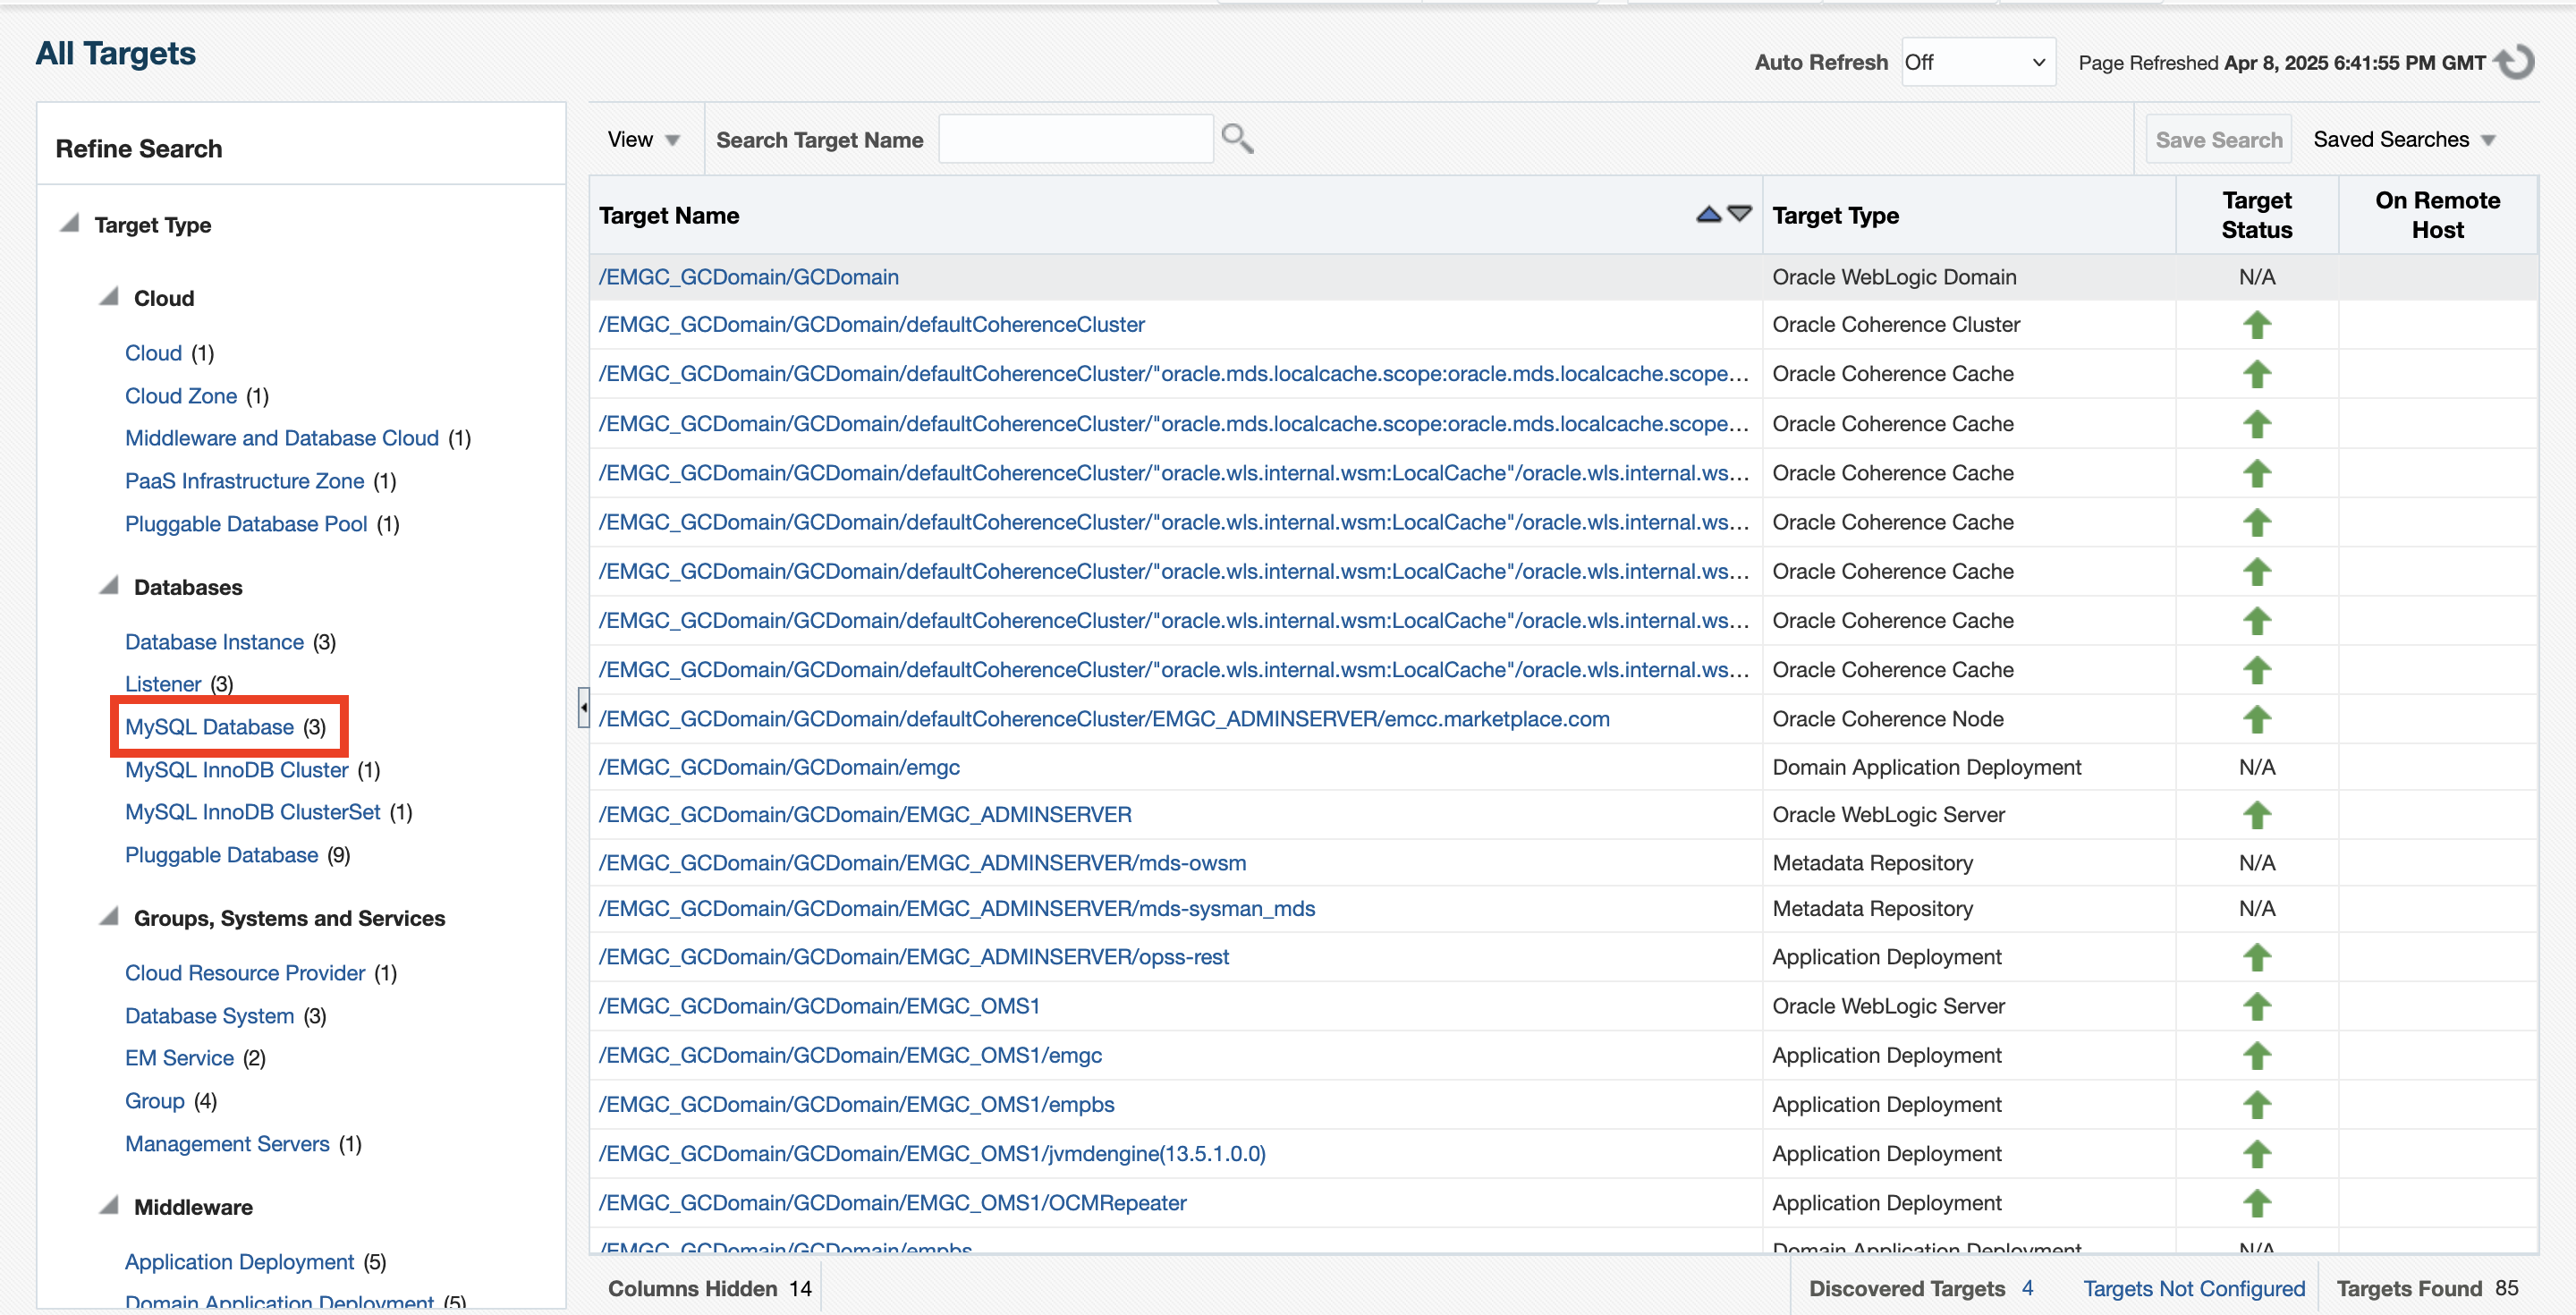 All Targets
Auto Refresh Off Page Refreshed Apr 8, 2025 6:41:55 PM GMT
Refine Search
Target Type
Cloud
Cloud (1)
Cloud Zone (1)
Middleware and Database Cloud (1)
PaaS Infrastructure Zone (1)
Pluggable Database Pool (1)
Databases
Database Instance (3)
Listener (3)
MySQL Database (3)
MySQL InnoDB Cluster (1)
MySQL InnoDB ClusterSet (1)
Pluggable Database (9)
Groups, Systems and Services
Cloud Resource Provider (1)
Database System (3)
EM Service (2)
Group (4)
Management Servers (1)
Middleware
Application Deployment (5)
Domain Application Deployment (5)
View Search Target Name Save Search Saved Searches
Target Name Target Type Target Status On Remote Host
/EMGC_GCDomain/GCDomain Oracle WebLogic Domain N/A
/EMGC_GCDomain/GCDomain/defaultCoherenceCluster Oracle Coherence Cluster
/EMGC_GCDomain/GCDomain/defaultCoherenceCluster/"oracle.mds.localcache.scope:oracle.mds.localcache.scope... Oracle Coherence Cache
/EMGC_GCDomain/GCDomain/defaultCoherenceCluster/"oracle.mds.localcache.scope:oracle.mds.localcache.scope... Oracle Coherence Cache
/EMGC_GCDomain/GCDomain/defaultCoherenceCluster/"oracle.wls.internal.wsm:LocalCache"/oracle.wls.internal.ws... Oracle Coherence Cache
/EMGC_GCDomain/GCDomain/defaultCoherenceCluster/"oracle.wls.internal.wsm:LocalCache"/oracle.wls.internal.ws... Oracle Coherence Cache
/EMGC_GCDomain/GCDomain/defaultCoherenceCluster/"oracle.wls.internal.wsm:LocalCache"/oracle.wls.internal.ws... Oracle Coherence Cache
/EMGC_GCDomain/GCDomain/defaultCoherenceCluster/"oracle.wls.internal.wsm:LocalCache"/oracle.wls.internal.ws... Oracle Coherence Cache
/EMGC_GCDomain/GCDomain/defaultCoherenceCluster/"oracle.wls.internal.wsm:LocalCache"/oracle.wls.internal.ws... Oracle Coherence Cache
/EMGC_GCDomain/GCDomain/defaultCoherenceCluster/EMGC_ADMINSERVER/emcc.marketplace.com Oracle Coherence Node
/EMGC_GCDomain/GCDomain/emgc Domain Application Deployment N/A
/EMGC_GCDomain/GCDomain/EMGC_ADMINSERVER Oracle WebLogic Server
/EMGC_GCDomain/GCDomain/EMGC_ADMINSERVER/mds-owsm Metadata Repository N/A
/EMGC_GCDomain/GCDomain/EMGC_ADMINSERVER/mds-sysman_mds Metadata Repository N/A
/EMGC_GCDomain/GCDomain/EMGC_ADMINSERVER/opss-rest Application Deployment
/EMGC_GCDomain/GCDomain/EMGC_OMS1 Oracle WebLogic Server
/EMGC_GCDomain/GCDomain/EMGC_OMS1/emgc Application Deployment
/EMGC_GCDomain/GCDomain/EMGC_OMS1/empbs Application Deployment
/EMGC_GCDomain/GCDomain/EMGC_OMS1/jvmdengine(13.5.1.0.0) Application Deployment
/EMGC_GCDomain/GCDomain/EMGC_OMS1/OCMRepeater Application Deployment
/EMGC_GCDomain/GCDomain/empbs Domain Application Deployment N/A
Columns Hidden 14 Discovered Targets 4 Targets Not Configured Targets Found 85